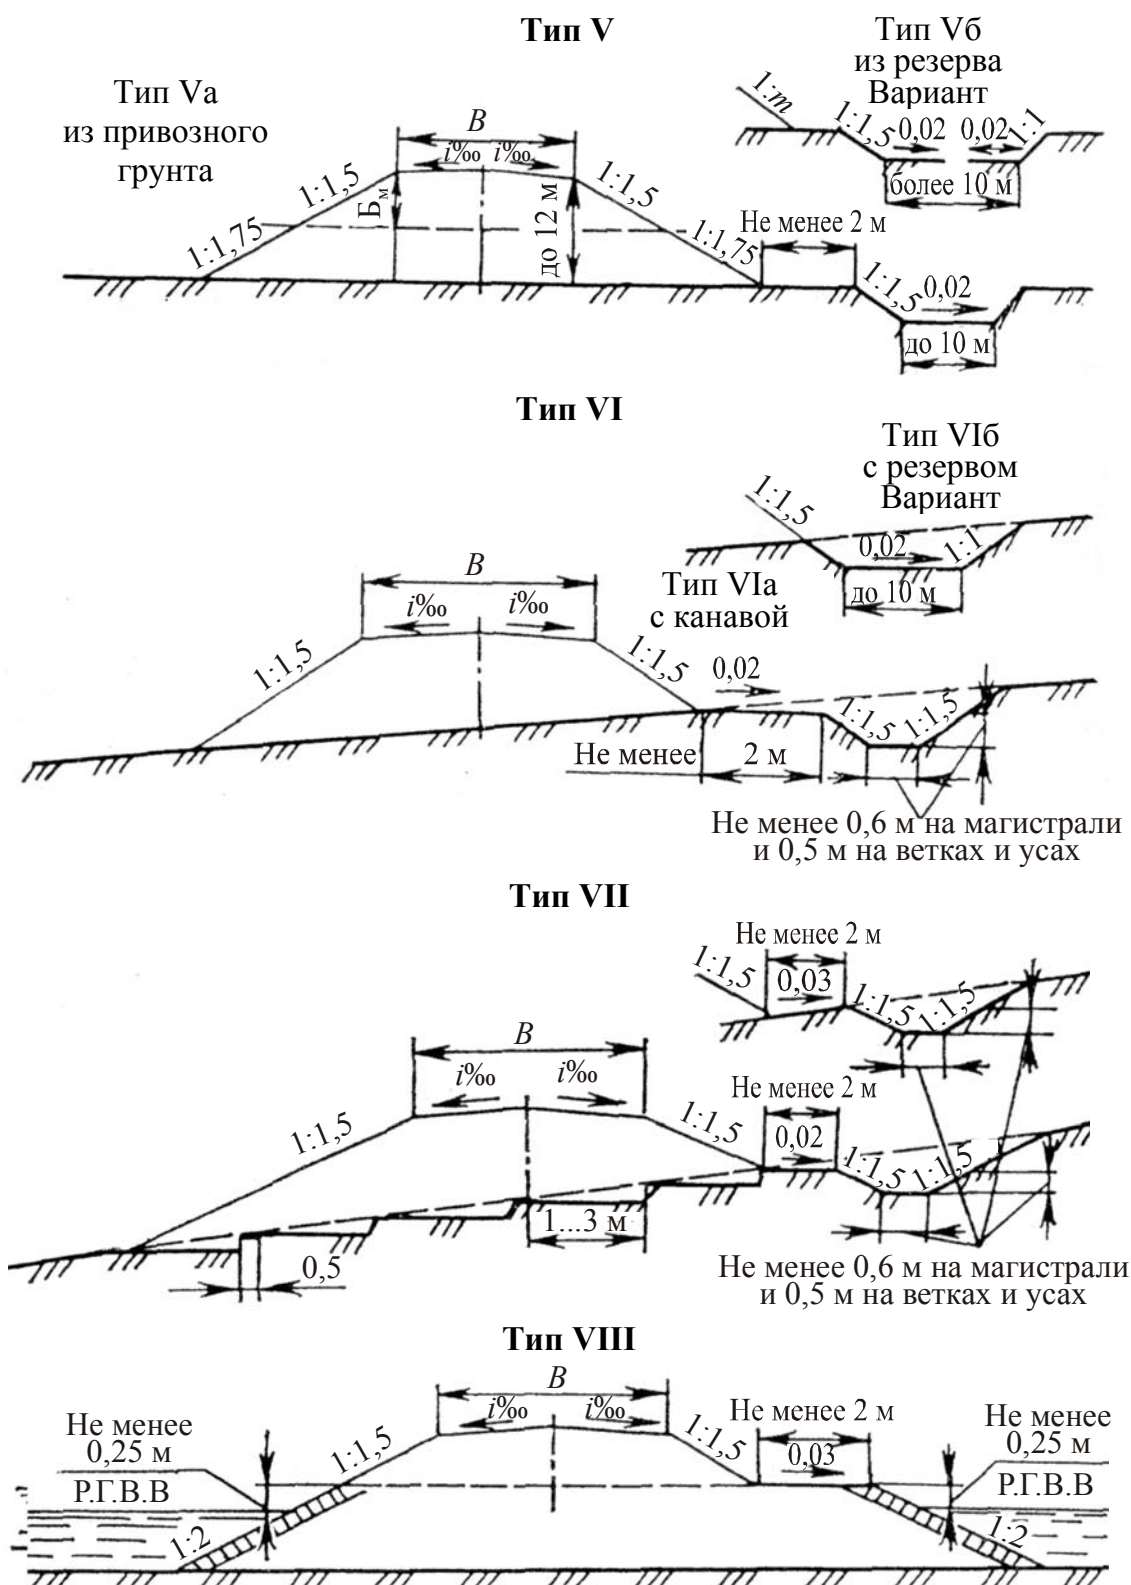 Тип V
Тип Vб
из резерва
Вариант
Тип Vа
из привозного
грунта
1:m
1:1,5
0,02
0,02
1:1
более 10 м
В
i‰
i‰
1:1,5
Бм
1:1,75
до 12 м
1:1,5
1:1,75
Не менее 2 м
1:1,5
0,02
до 10 м
Тип VI
Тип VIб
с резервом
Вариант
1:1,5
0,02
1:1
до 10 м
Тип VIа
с канавой
В
i‰
i‰
1:1,5
1:1,5
0,02
1:1,5
1:1,5
Не менее
2 м
Не менее 0,6 м на магистрали
и 0,5 м на ветках и усах
Тип VII
Не менее 2 м
1:1,5
0,03
1:1,5
1:1,5
В
i‰
i‰
Не менее 2 м
1:1,5
1:1,5
0,02
1:1,5
1:1,5
1...3 м
0,5
Не менее 0,6 м на магистрали
и 0,5 м на ветках и усах
Тип VIII
В
i‰
i‰
Не менее
0,25 м
Р.Г.В.В
1:1,5
1:1,5
Не менее 2 м
0,03
Не менее
0,25 м
Р.Г.В.В
1:2
1:2